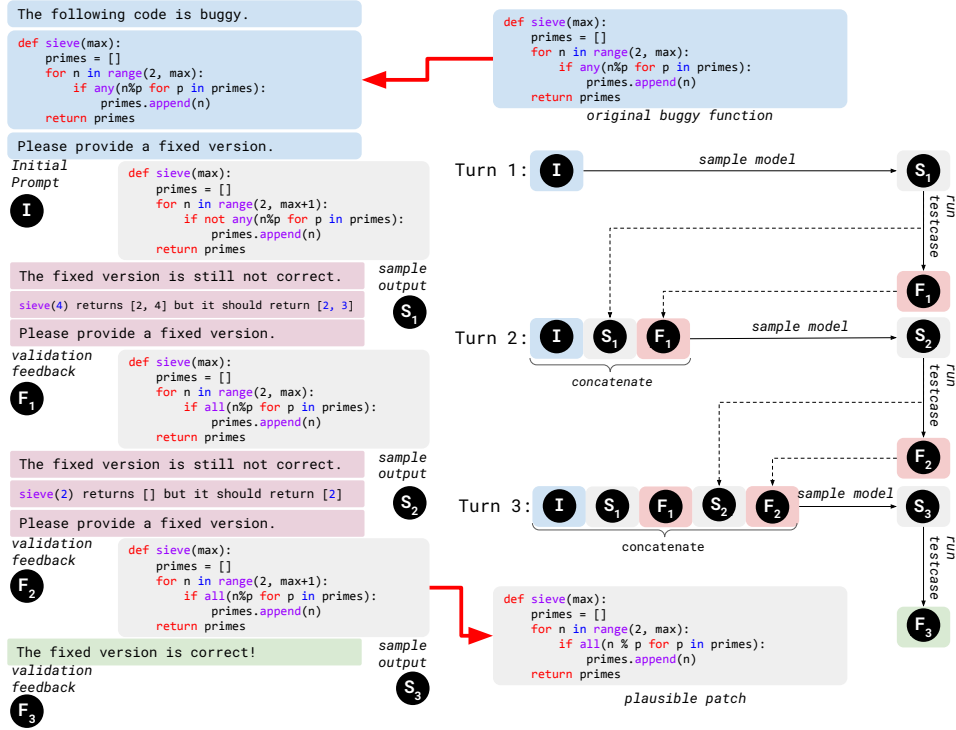 The following code is buggy.
def sieve(max):
    primes = []
    for n in range(2, max):
        if any(n%p for p in primes):
            primes.append(n)
    return primes
Please provide a fixed version.
Initial
Prompt
I
def sieve(max):
    primes = []
    for n in range(2, max+1):
        if not any(n%p for p in primes):
            primes.append(n)
    return primes
sample
output
S1
The fixed version is still not correct.
sieve(4) returns [2, 4] but it should return [2, 3]
Please provide a fixed version.
validation
feedback
F1
def sieve(max):
    primes = []
    for n in range(2, max):
        if all(n%p for p in primes):
            primes.append(n)
    return primes
sample
output
S2
The fixed version is still not correct.
sieve(2) returns [] but it should return [2]
Please provide a fixed version.
validation
feedback
F2
def sieve(max):
    primes = []
    for n in range(2, max+1):
        if all(n%p for p in primes):
            primes.append(n)
    return primes
sample
output
S3
The fixed version is correct!
validation
feedback
F3
def sieve(max):
    primes = []
    for n in range(2, max):
        if any(n%p for p in primes):
            primes.append(n)
    return primes
original buggy function
Turn 1:
I
sample model
S1
run
testcase
F1
Turn 2:
I
S1
F1
concatenate
sample model
S2
run
testcase
F2
Turn 3:
I
S1
F1
S2
F2
concatenate
sample model
S3
run
testcase
F3
def sieve(max):
    primes = []
    for n in range(2, max):
        if all(n % p for p in primes):
            primes.append(n)
    return primes
plausible patch